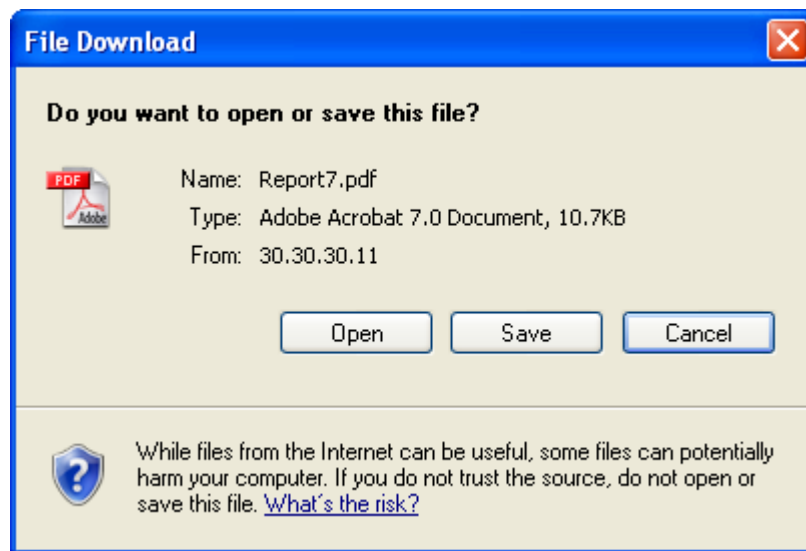 File Download
Do you want to open or save this file?
PDF
Adobe
Name: Report7.pdf
Type: Adobe Acrobat 7.0 Document, 10.7KB
From: 30.30.30.11
Open Save Cancel
While files from the Internet can be useful, some files can potentially
harm your computer. If you do not trust the source, do not open or
save this file. What's the risk?